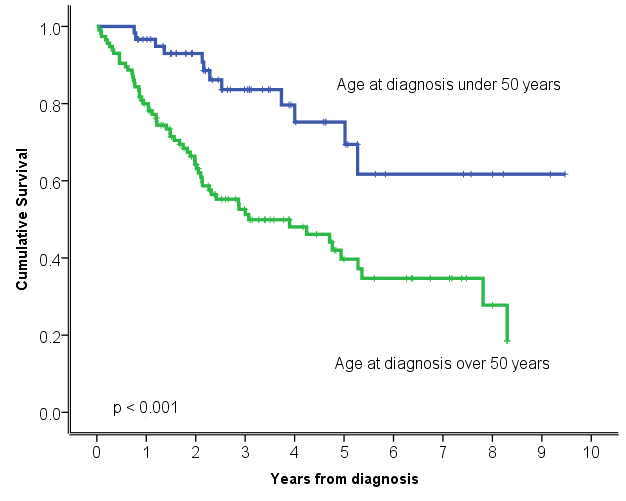 1.0
0.8
0.6
0.4
0.2
0.0
Cumulative Survival
Age at diagnosis under 50 years
Age at diagnosis over 50 years
p < 0.001
0 1 2 3 4 5 6 7 8 9 10
Years from diagnosis